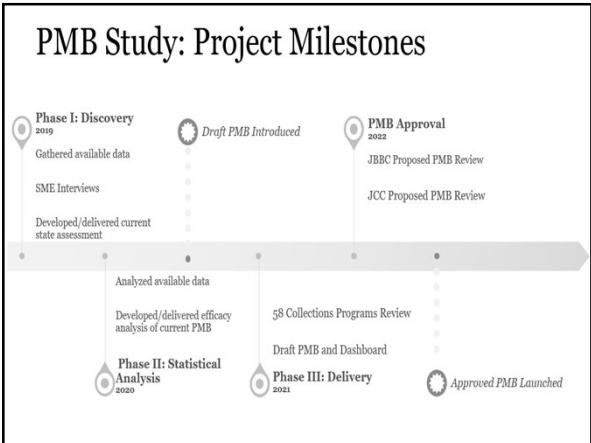 PMB Study: Project Milestones
Phase I: Discovery
2019
Gathered available data
SME Interviews
Developed/delivered current
state assessment
Draft PMB Introduced
PMB Approval
2022
JBBC Proposed PMB Review
JCC Proposed PMB Review
Analyzed available data
Developed/delivered efficacy
analysis of current PMB
Phase II: Statistical
Analysis
2020
58 Collections Programs Review
Draft PMB and Dashboard
Phase III: Delivery
2021
Approved PMB Launched